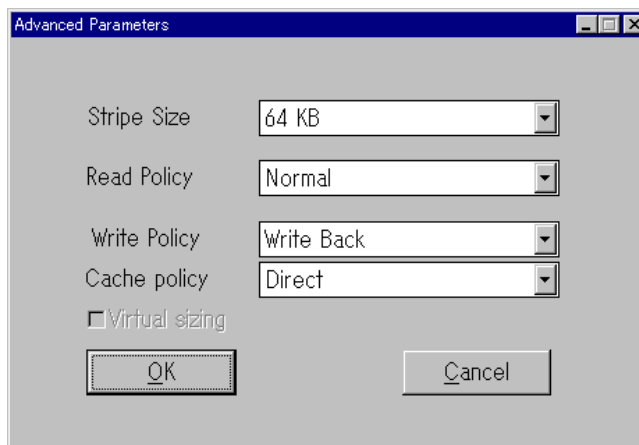 Advanced Parameters
Stripe Size 64 KB
Read Policy Normal
Write Policy Write Back
Cache policy Direct
Virtual sizing
OK Cancel